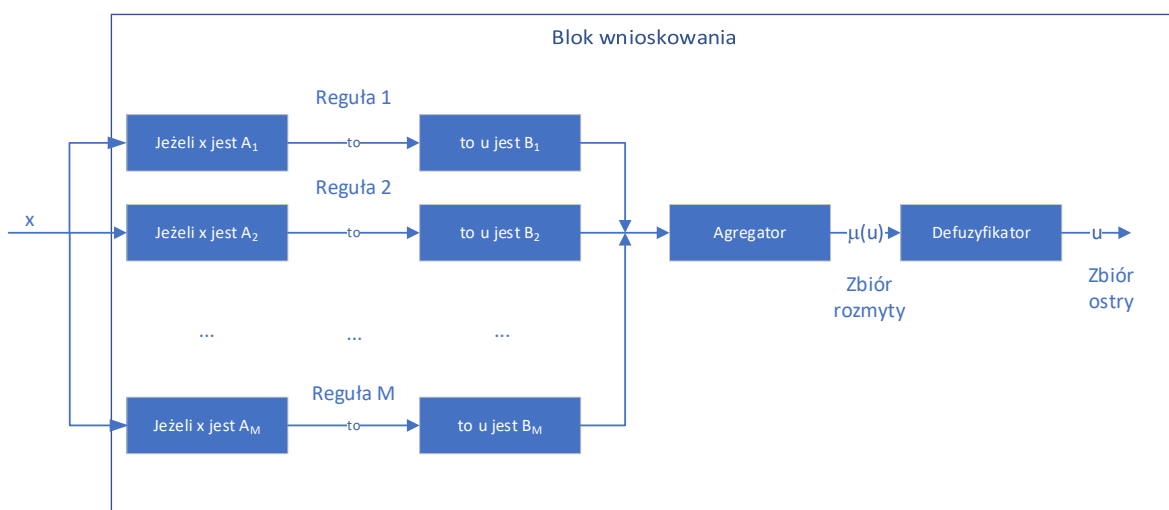 Blok wnioskowania
Reguła 1
Jeżeli x jest A₁
to
to u jest B₁
Reguła 2
x
Jeżeli x jest A₂
to
to u jest B₂
Agregator
μ(u)
Defuzyfikator
u
Zbiór
rozmyty
Zbiór
ostry
...
...
...
Reguła M
Jeżeli x jest Aₘ
to
to u jest Bₘ